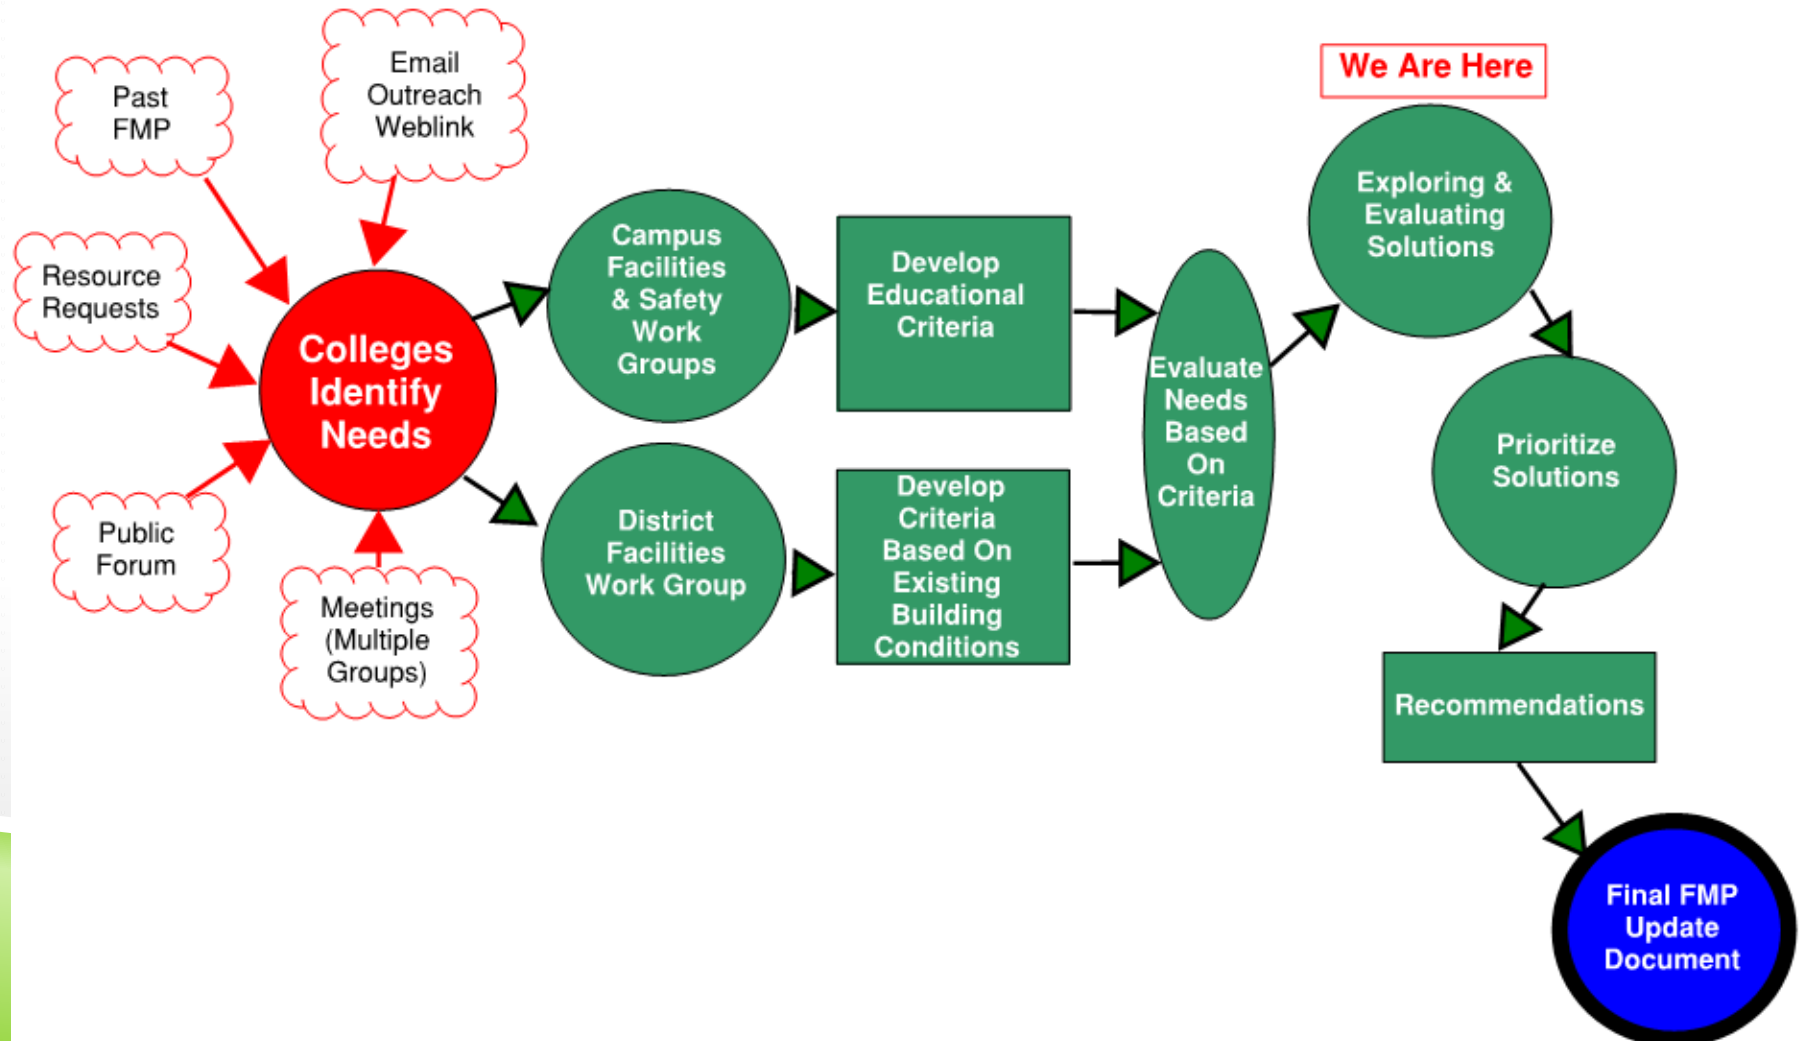 Past
FMP
Email
Outreach
Weblink
Resource
Requests
Public
Forum
Meetings
(Multiple
Groups)
Colleges
Identify
Needs
Campus
Facilities
& Safety
Work
Groups
District
Facilities
Work Group
Develop
Educational
Criteria
Develop
Criteria
Based On
Existing
Building
Conditions
Evaluate
Needs
Based
On
Criteria
We Are Here
Exploring &
Evaluating
Solutions
Prioritize
Solutions
Recommendations
Final FMP
Update
Document